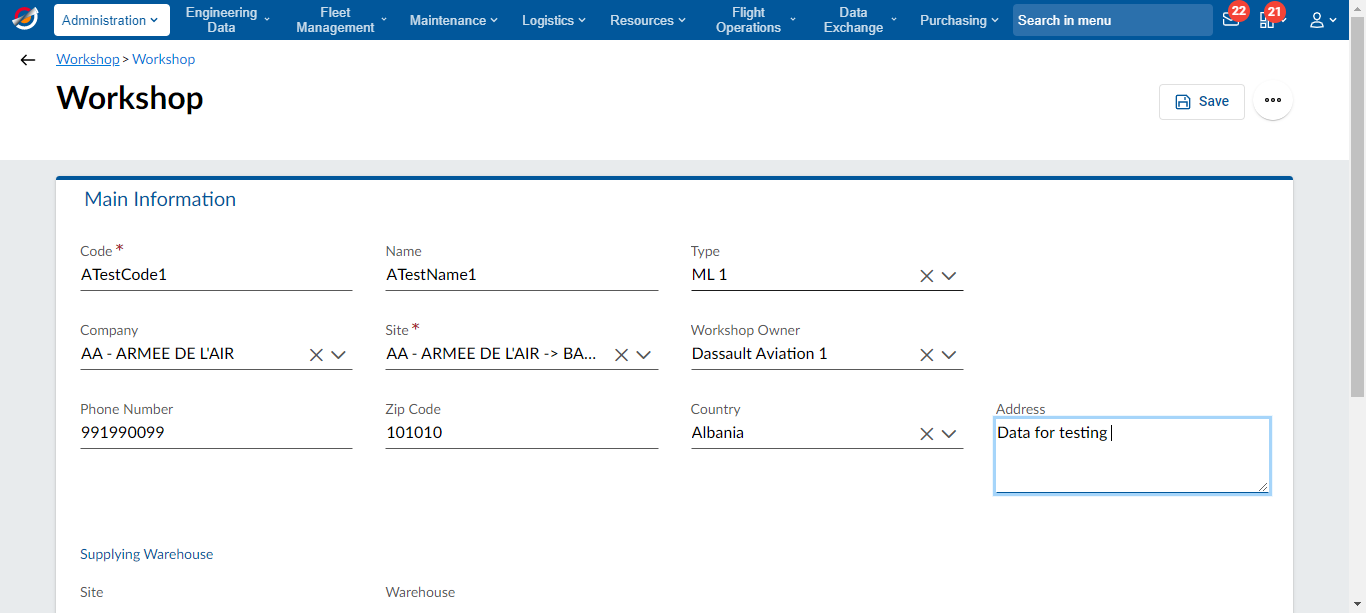 Administration
Engineering Data
Fleet Management
Maintenance
Logistics
Resources
Flight Operations
Data Exchange
Purchasing
Search in menu
22
21
Workshop > Workshop
Workshop
Save
Main Information
Code *
Name
Type
ATestCode1
ATestName1
ML 1
Company
Site *
Workshop Owner
AA - ARMEE DE L'AIR
AA - ARMEE DE L'AIR -> BA...
Dassault Aviation 1
Phone Number
Zip Code
Country
Address
991990099
101010
Albania
Data for testing
Supplying Warehouse
Site
Warehouse